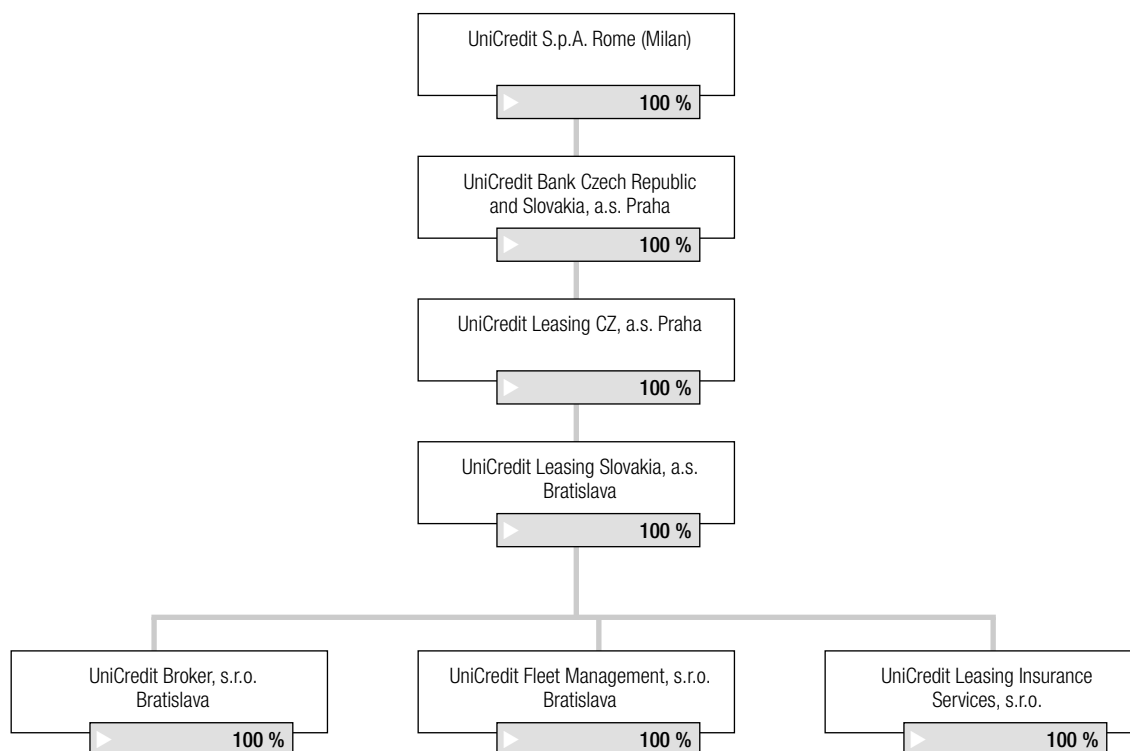 UniCredit S.p.A. Rome (Milan)
100 %
UniCredit Bank Czech Republic
and Slovakia, a.s. Praha
100 %
UniCredit Leasing CZ, a.s. Praha
100 %
UniCredit Leasing Slovakia, a.s.
Bratislava
100 %
UniCredit Broker, s.r.o.
Bratislava
100 %
UniCredit Fleet Management, s.r.o.
Bratislava
100 %
UniCredit Leasing Insurance
Services, s.r.o.
100 %